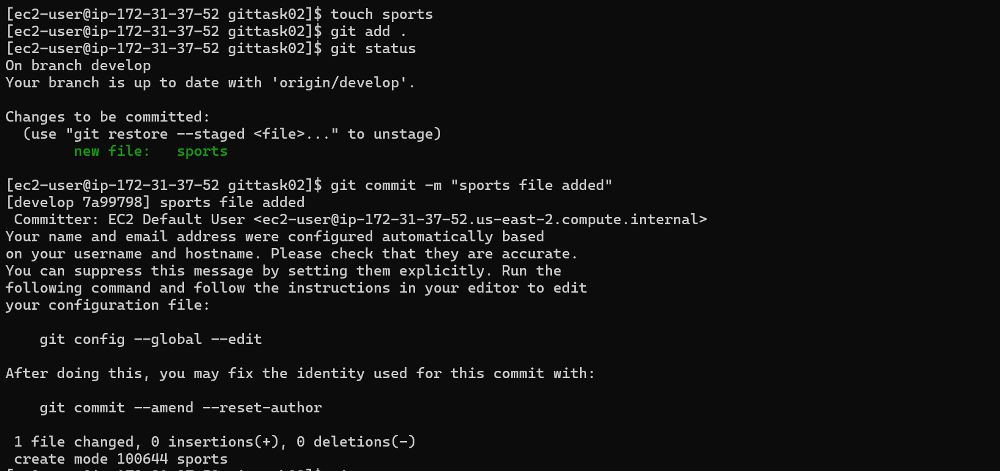 [ec2-user@ip-172-31-37-52 gittask02]$ touch sports
[ec2-user@ip-172-31-37-52 gittask02]$ git add .
[ec2-user@ip-172-31-37-52 gittask02]$ git status
On branch develop
Your branch is up to date with 'origin/develop'.

Changes to be committed:
  (use "git restore --staged <file>..." to unstage)
        new file:   sports

[ec2-user@ip-172-31-37-52 gittask02]$ git commit -m "sports file added"
[develop 7a99798] sports file added
 Committer: EC2 Default User <ec2-user@ip-172-31-37-52.us-east-2.compute.internal>
Your name and email address were configured automatically based
on your username and hostname. Please check that they are accurate.
You can suppress this message by setting them explicitly. Run the
following command and follow the instructions in your editor to edit
your configuration file:

    git config --global --edit

After doing this, you may fix the identity used for this commit with:

    git commit --amend --reset-author

 1 file changed, 0 insertions(+), 0 deletions(-)
 create mode 100644 sports